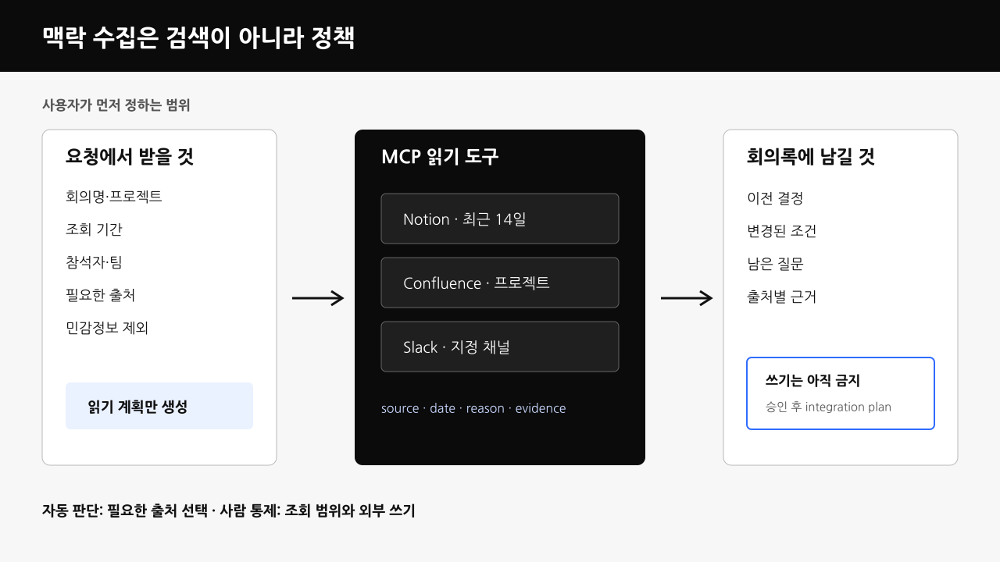 맥락 수집은 검색이 아니라 정책
사용자가 먼저 정하는 범위
요청에서 받을 것
회의명·프로젝트
조회 기간
참석자·팀
필요한 출처
민감정보 제외
읽기 계획만 생성
MCP 읽기 도구
Notion · 최근 14일
Confluence · 프로젝트
Slack · 지정 채널
source · date · reason · evidence
회의록에 남길 것
이전 결정
변경된 조건
남은 질문
출처별 근거
쓰기는 아직 금지
승인 후 integration plan
자동 판단: 필요한 출처 선택 · 사람 통제: 조회 범위와 외부 쓰기